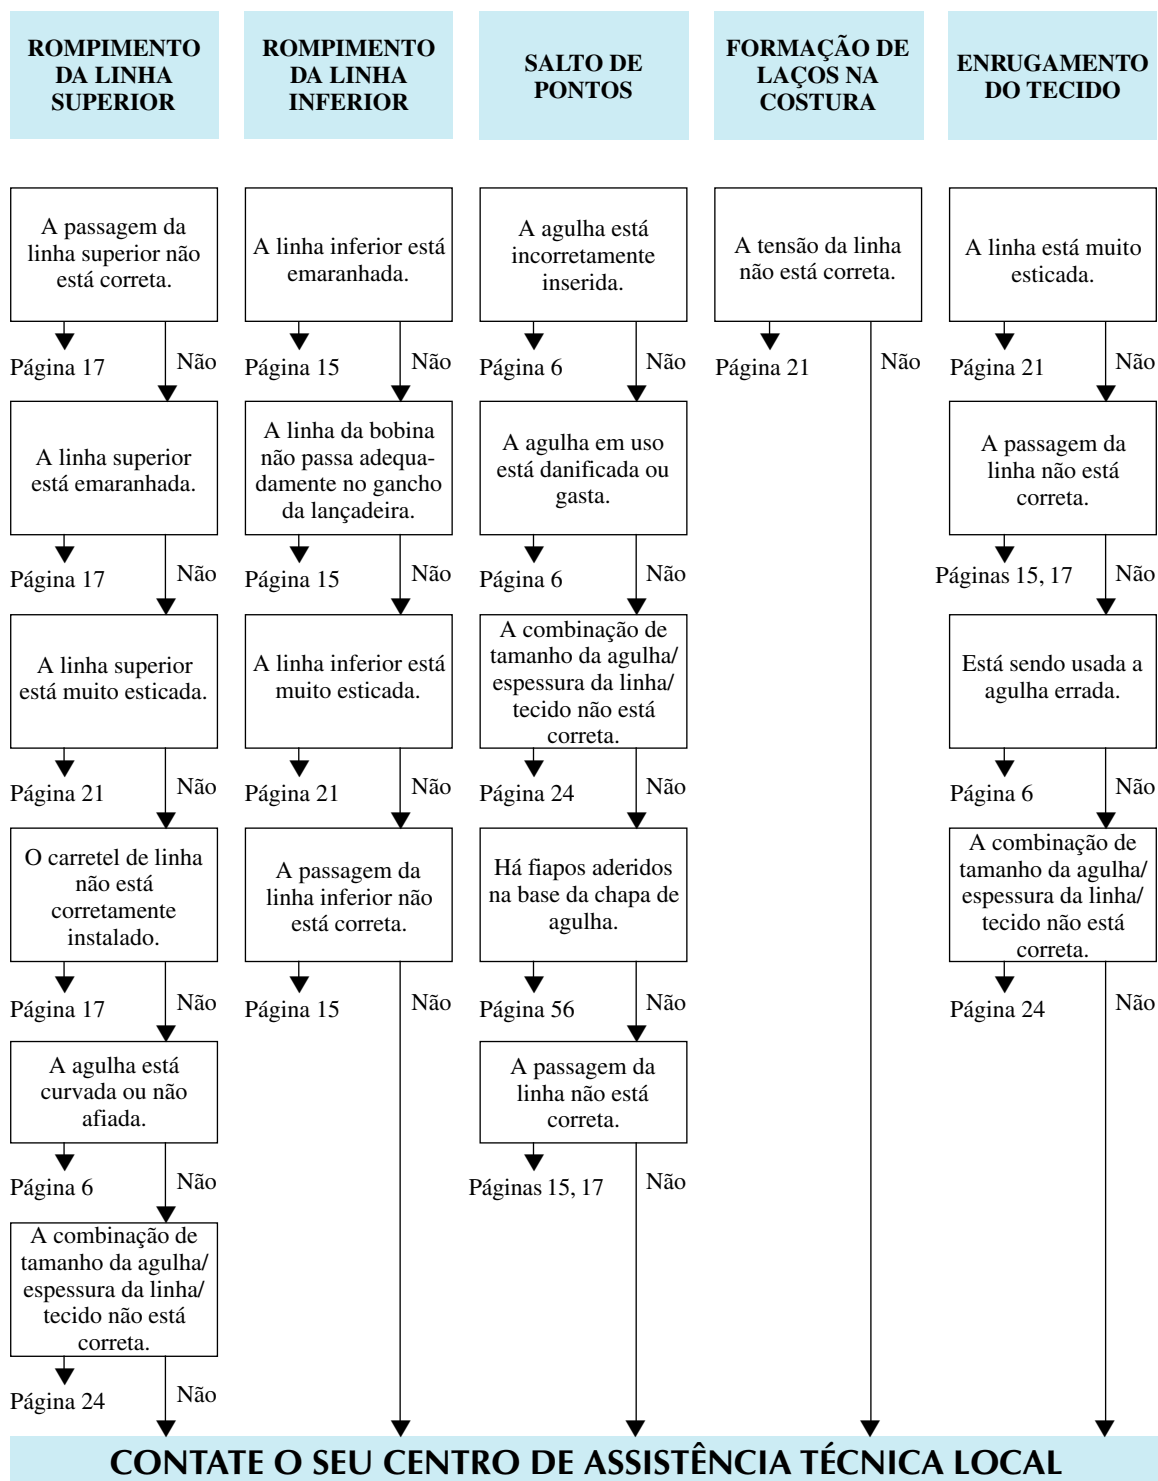 ROMPIMENTO
DA LINHA
SUPERIOR
A passagem da
linha superior não
está correta.
Página 17
Não
A linha superior
está emaranhada.
Página 17
Não
A linha superior
está muito esticada.
Página 21
Não
O carretel de linha
não está
corretamente
instalado.
Página 17
Não
A agulha está
curvada ou não
afiada.
Página 6
Não
A combinação de
tamanho da agulha/
espessura da linha/
tecido não está
correta.
Página 24
Não
ROMPIMENTO
DA LINHA
INFERIOR
A linha inferior está
emaranhada.
Página 15
Não
A linha da bobina
não passa adequa-
damente no gancho
da lançadeira.
Página 15
Não
A linha inferior está
muito esticada.
Página 21
Não
A passagem da
linha inferior não
está correta.
Página 15
Não
SALTO DE
PONTOS
A agulha está
incorretamente
inserida.
Página 6
Não
A agulha em uso
está danificada ou
gasta.
Página 6
Não
A combinação de
tamanho da agulha/
espessura da linha/
tecido não está
correta.
Página 24
Não
Há fiapos aderidos
na base da chapa de
agulha.
Página 56
Não
A passagem da
linha não está
correta.
Páginas 15, 17
Não
FORMAÇÃO DE
LAÇOS NA
COSTURA
A tensão da linha
não está correta.
Página 21
Não
ENRUGAMENTO
DO TECIDO
A linha está muito
esticada.
Página 21
Não
A passagem da
linha não está
correta.
Páginas 15, 17
Não
Está sendo usada a
agulha errada.
Página 6
Não
A combinação de
tamanho da agulha/
espessura da linha/
tecido não está
correta.
Página 24
Não
CONTATE O SEU CENTRO DE ASSISTÊNCIA TÉCNICA LOCAL